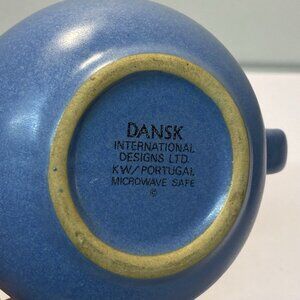 DANSK
INTERNATIONAL
DESIGNS LTD.
KW/PORTUGAL
MICROWAVE SAFE
©